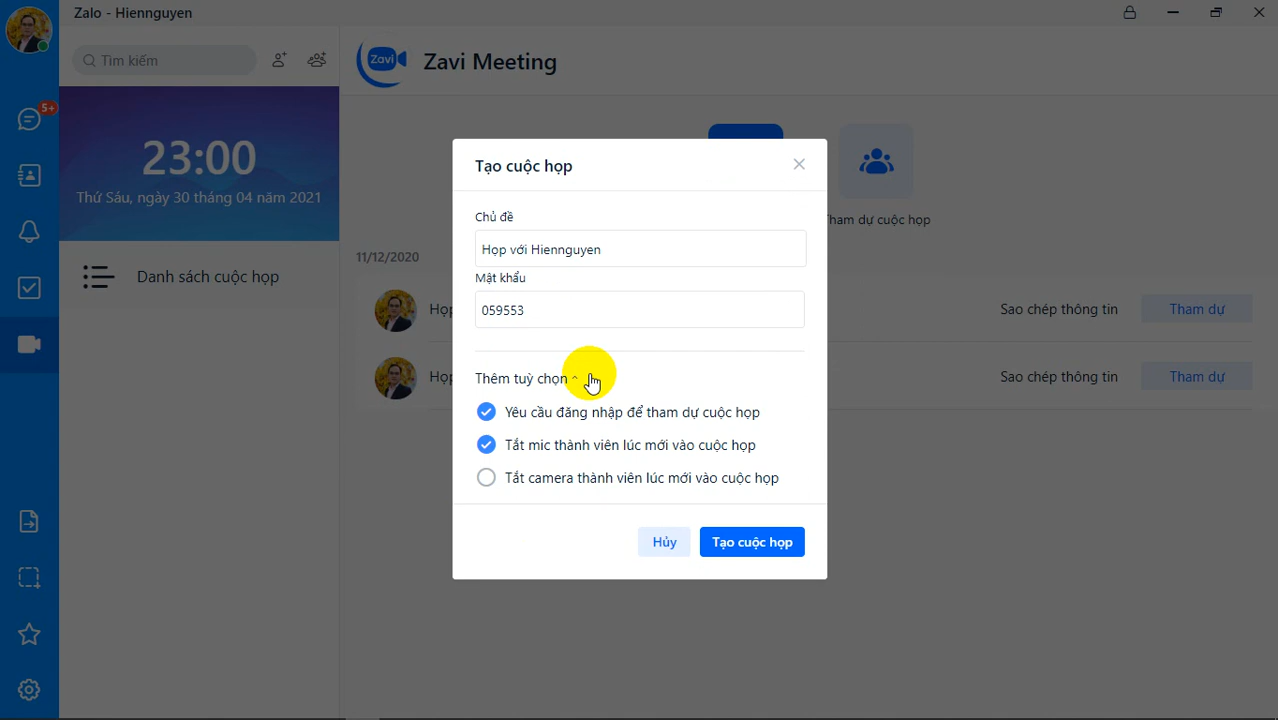 Zalo - Hiennguyen
Tìm kiếm
5+
23:00
Thứ Sáu, ngày 30 tháng 04 năm 2021
Danh sách cuộc họp
Zavi
Zavi Meeting
Tham dự cuộc họp
11/12/2020
Họp
Sao chép thông tin
Tham dự
Họp
Sao chép thông tin
Tham dự
Tạo cuộc họp
Chủ đề
Họp với Hiennguyen
Mật khẩu
059553
Thêm tuỳ chọn
Yêu cầu đăng nhập để tham dự cuộc họp
Tắt mic thành viên lúc mới vào cuộc họp
Tắt camera thành viên lúc mới vào cuộc họp
Hủy
Tạo cuộc họp